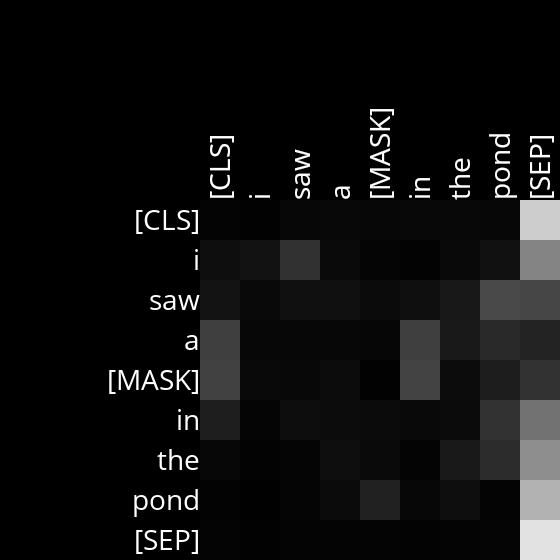 [CLS] i saw a [MASK] in the pond [SEP]
[CLS]
i
saw
a
[MASK]
in
the
pond
[SEP]